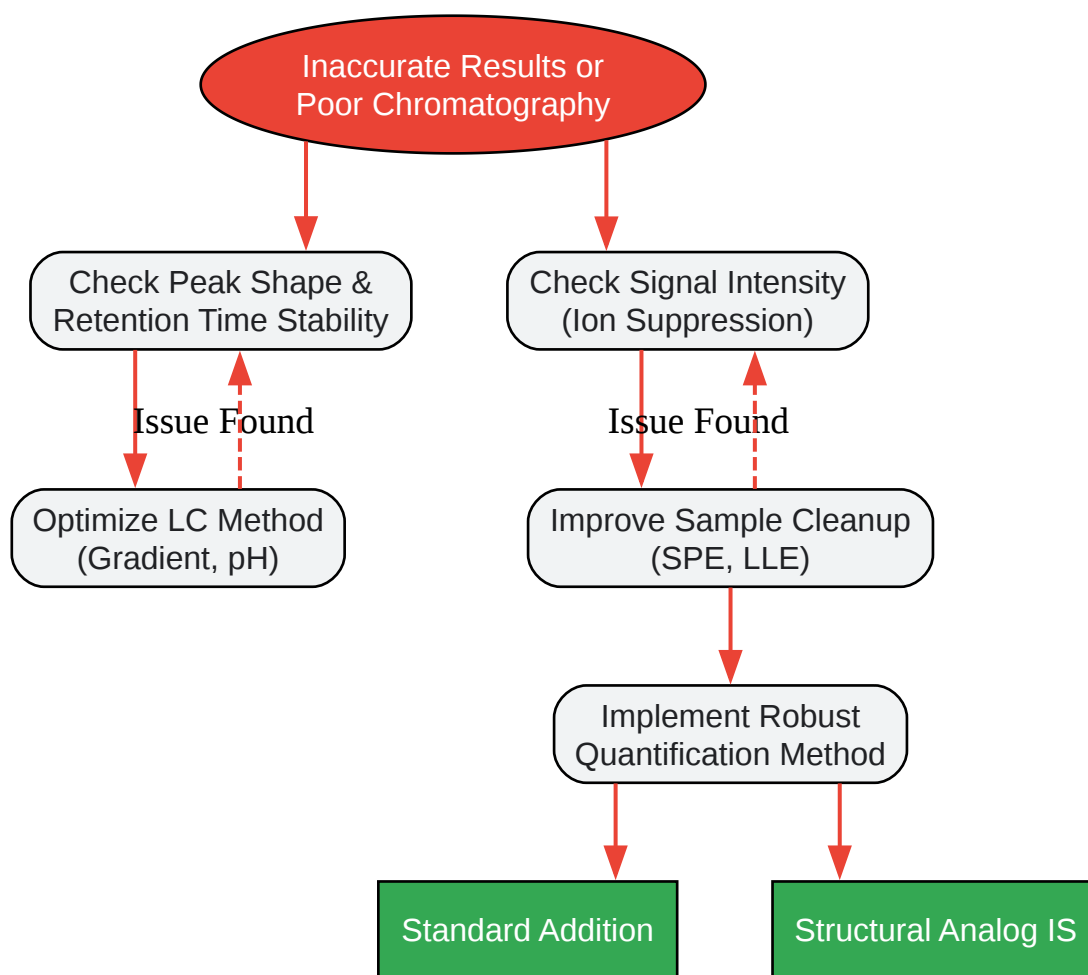 Inaccurate Results or
Poor Chromatography
Check Peak Shape &
Retention Time Stability
Check Signal Intensity
(Ion Suppression)
Issue Found
Issue Found
Optimize LC Method
(Gradient, pH)
Improve Sample Cleanup
(SPE, LLE)
Implement Robust
Quantification Method
Standard Addition
Structural Analog IS